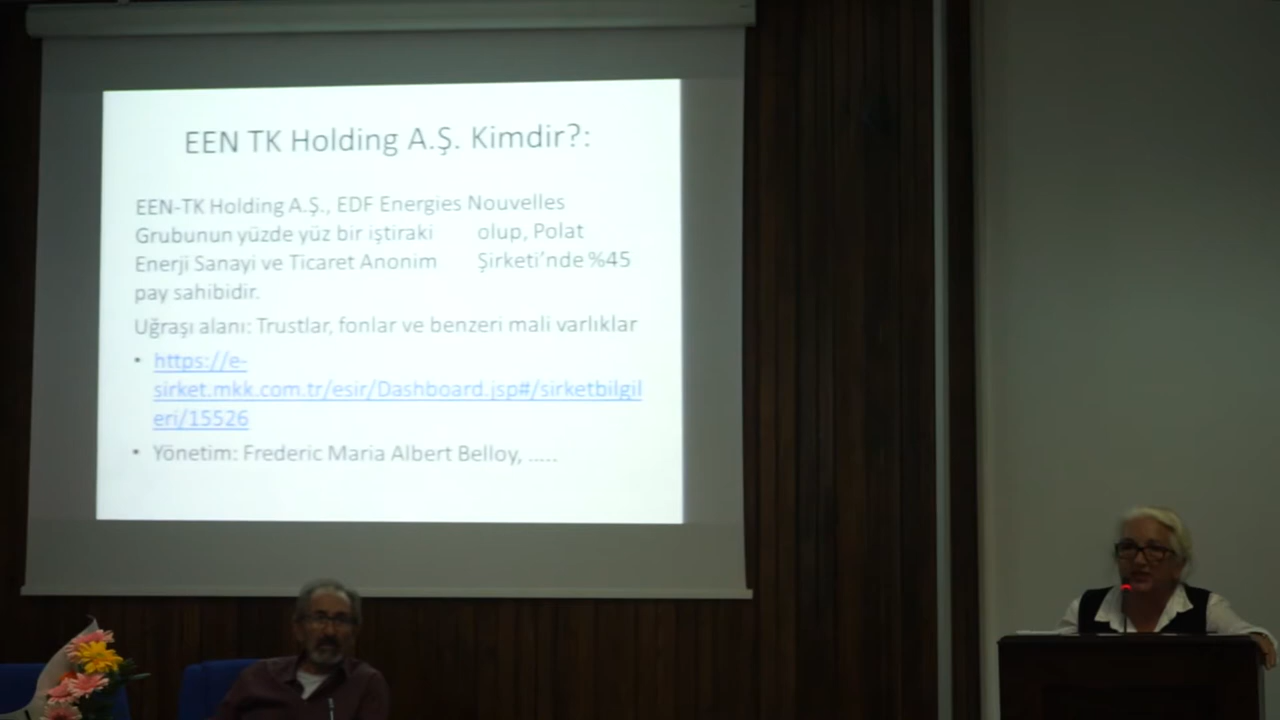 EEN TK Holding A.Ş. Kimdir?:
EEN-TK Holding A.Ş., EDF Energies Nouvelles
Grubunun yüzde yüz bir iştiraki olup, Polat
Enerji Sanayi ve Ticaret Anonim Şirketi’nde %45
pay sahibidir.
Uğraşı alanı: Trustlar, fonlar ve benzeri mali varlıklar
• https://e-
sirket.mkk.com.tr/esir/Dashboard.jsp#/sirketbilgil
eri/15526
• Yönetim: Frederic Maria Albert Belloy, .....